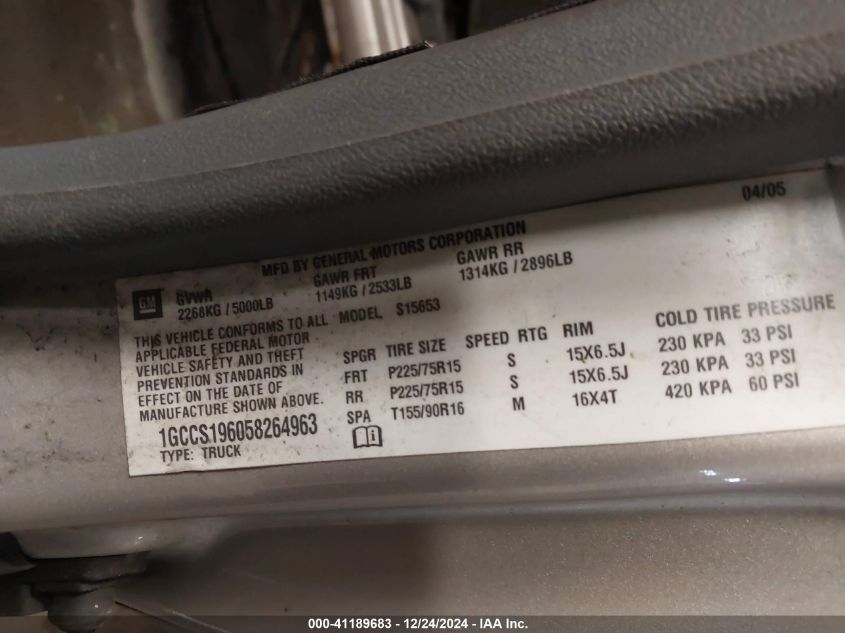 04/05
MFD BY GENERAL MOTORS CORPORATION
GM
GVWR GAWR FRT GAWR RR
2268KG / 5000LB 1149KG / 2533LB 1314KG / 2896LB
THIS VEHICLE CONFORMS TO ALL
APPLICABLE FEDERAL MOTOR
VEHICLE SAFETY AND THEFT
PREVENTION STANDARDS IN
EFFECT ON THE DATE OF
MANUFACTURE SHOWN ABOVE.
1GCCS196058264963
TYPE: TRUCK
MODEL S15653
SPGR TIRE SIZE SPEED RTG RIM COLD TIRE PRESSURE
FRT P225/75R15 S 15X6.5J 230 KPA 33 PSI
RR P225/75R15 S 15X6.5J 230 KPA 33 PSI
SPA T155/90R16 M 16X4T 420 KPA 60 PSI
000-41189683 - 12/24/2024 - IAA Inc.